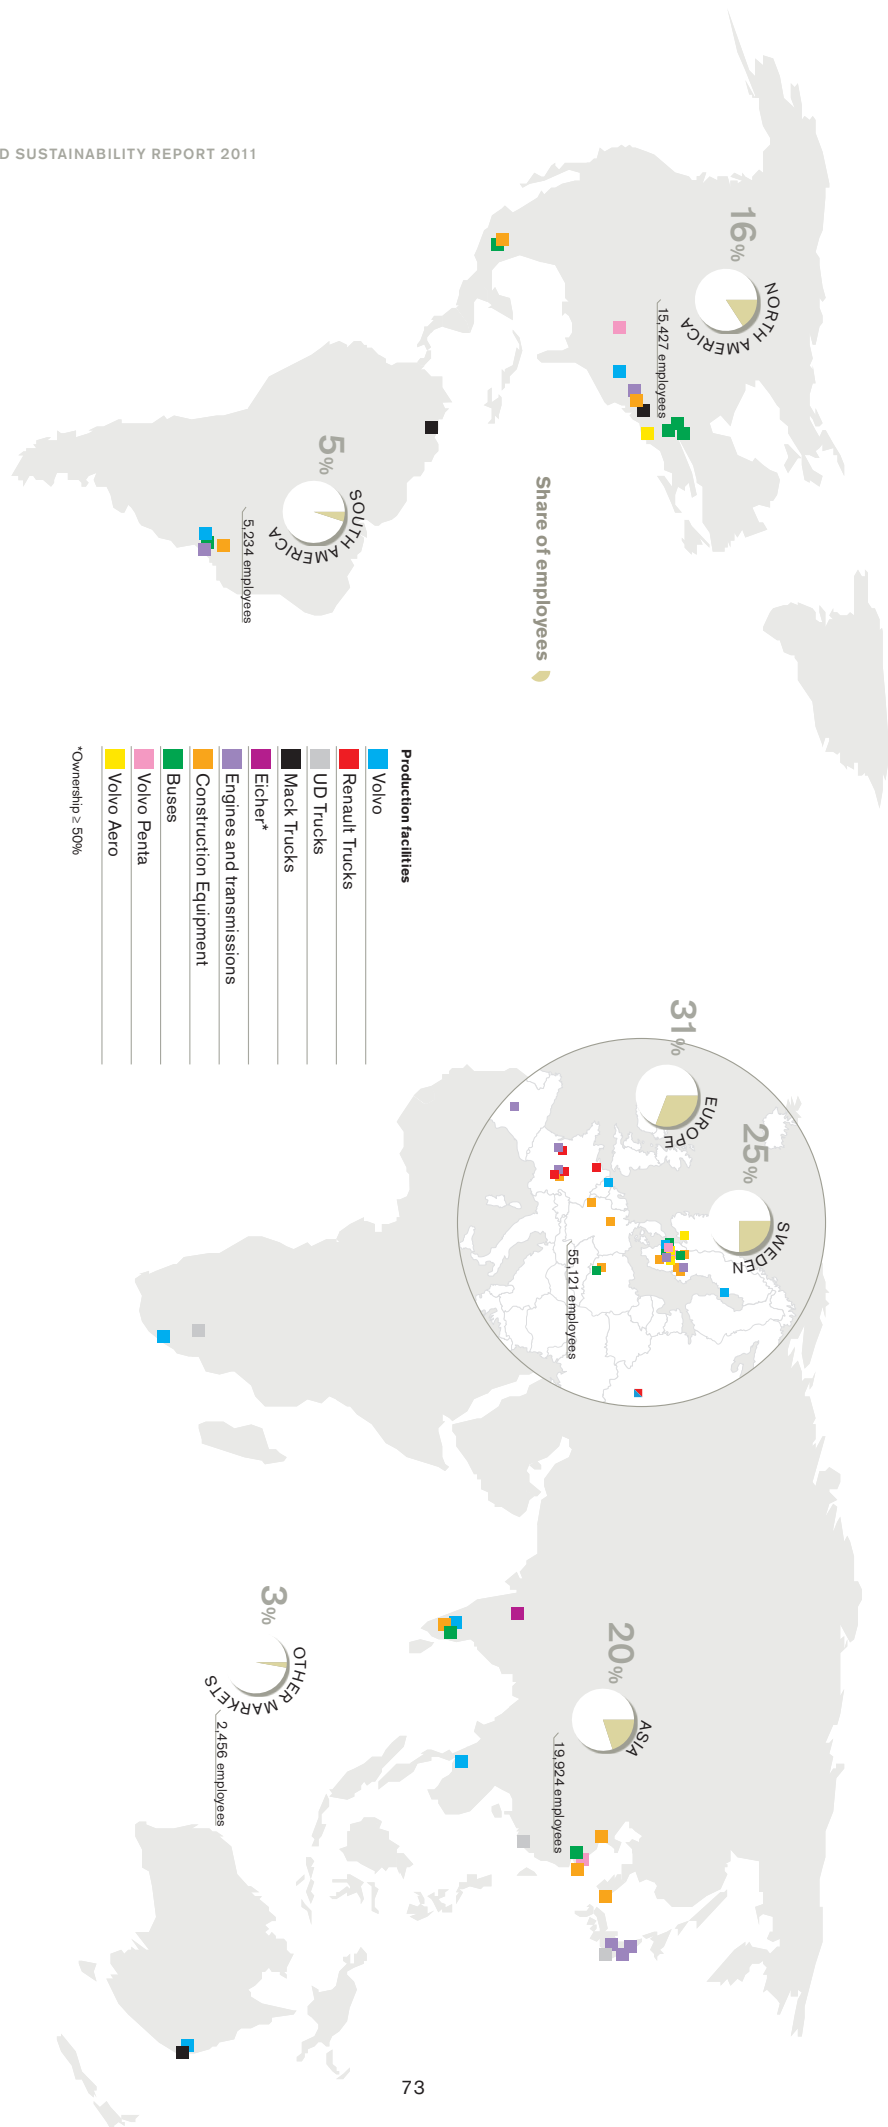 D SUSTAINABILITY REPORT 2011
16%
NORTH AMERICA
15,427 employees
5%
SOUTH AMERICA
5,234 employees
Share of employees
Production facilities
Volvo
Renault Trucks
UD Trucks
Mack Trucks
Eicher*
Engines and transmissions
Construction Equipment
Buses
Volvo Penta
Volvo Aero
*Ownership ≥ 50%
31%
EUROPE
25%
SWEDEN
55,121 employees
20%
ASIA
19,924 employees
3%
OTHER MARKETS
2,456 employees
73